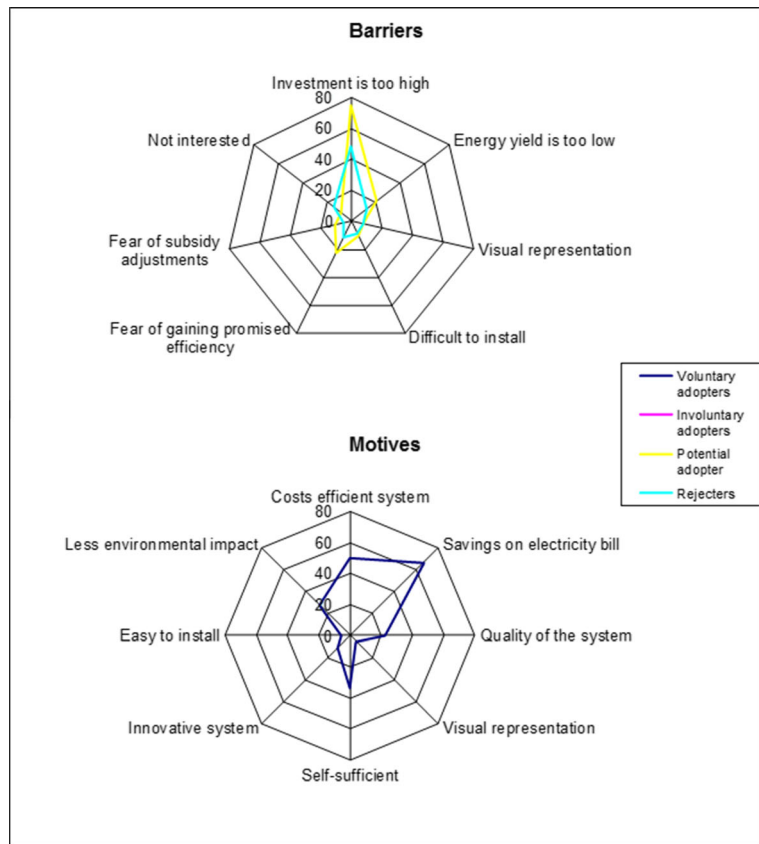 Barriers
Investment is too high
80
60
40
20
0
Not interested
Energy yield is too low
Fear of subsidy
adjustments
Visual representation
Fear of gaining promised
efficiency
Difficult to install
Voluntary
adopters
Involuntary
adopters
Potential
adopter
Rejecters
Motives
Costs efficient system
80
60
40
20
0
Less environmental impact
Savings on electricity bill
Easy to install
Quality of the system
Innovative system
Visual representation
Self-sufficient